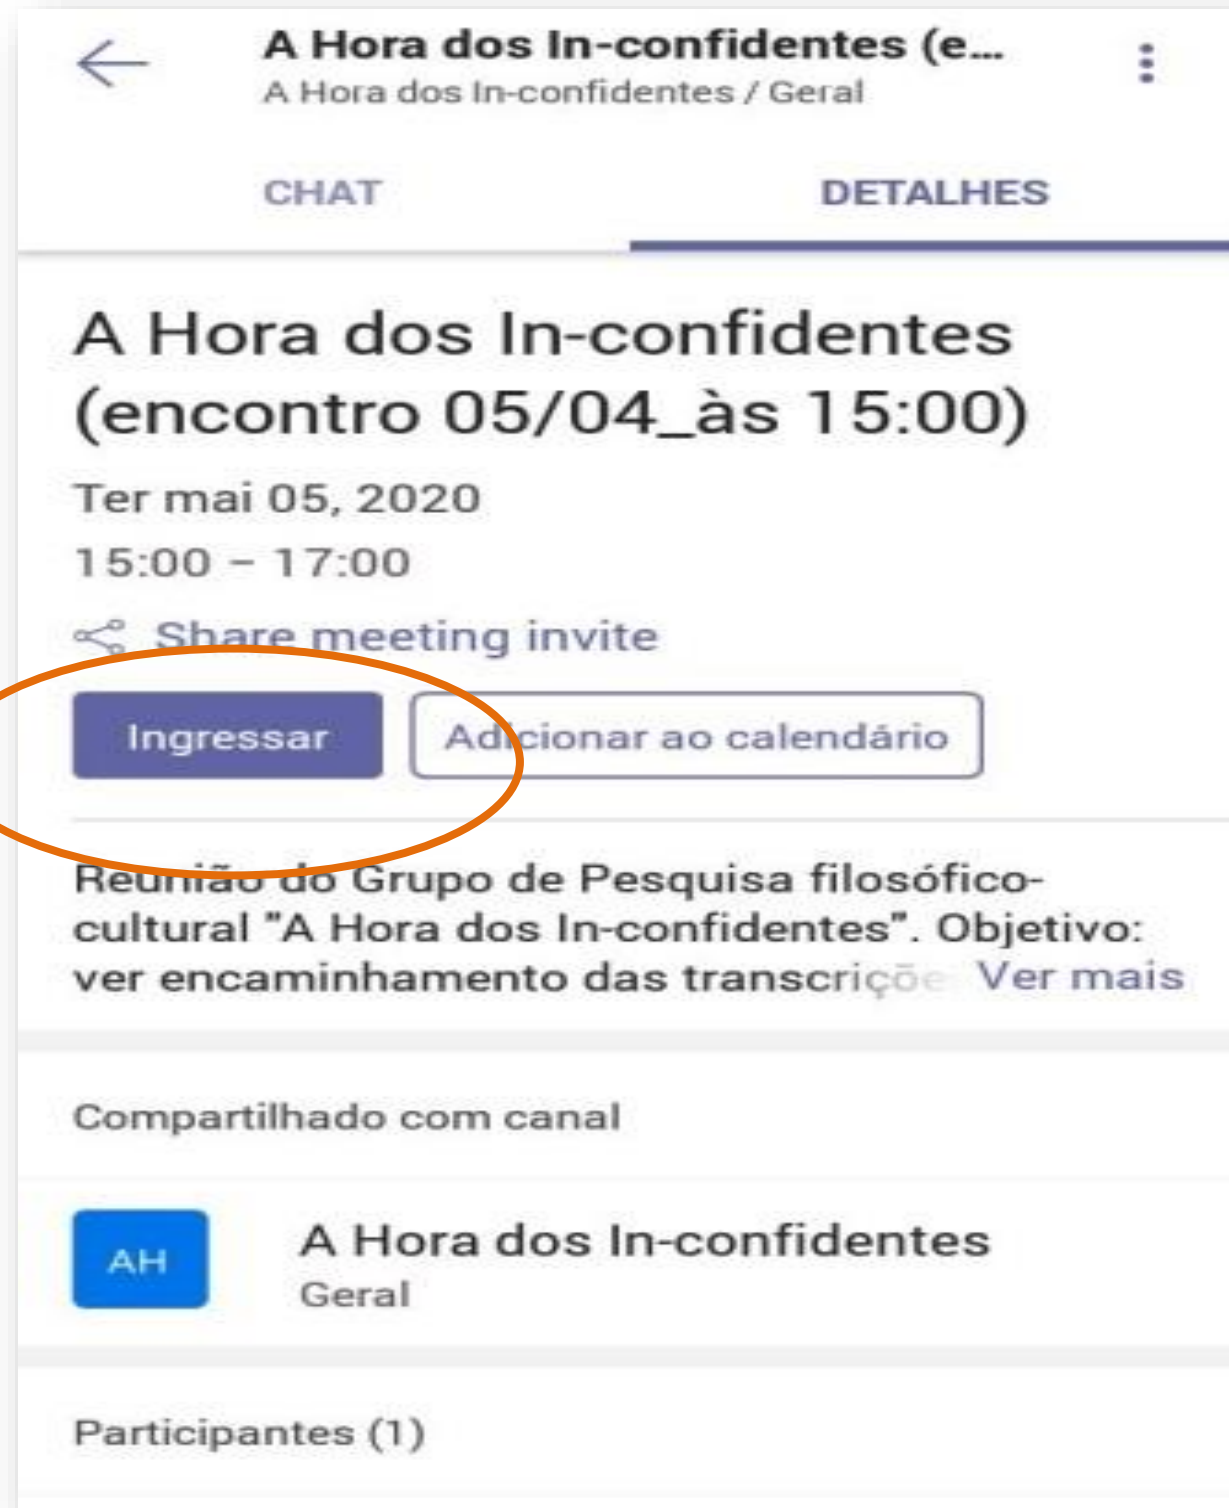 A Hora dos In-confidentes (e...
A Hora dos In-confidentes / Geral
CHAT
DETALHES
A Hora dos In-confidentes
(encontro 05/04_às 15:00)
Ter mai 05, 2020
15:00 – 17:00
Share meeting invite
Ingressar
Adicionar ao calendário
Reunião do Grupo de Pesquisa filosófico-
cultural "A Hora dos In-confidentes". Objetivo:
ver encaminhamento das transcriçõe Ver mais
Compartilhado com canal
AH
A Hora dos In-confidentes
Geral
Participantes (1)